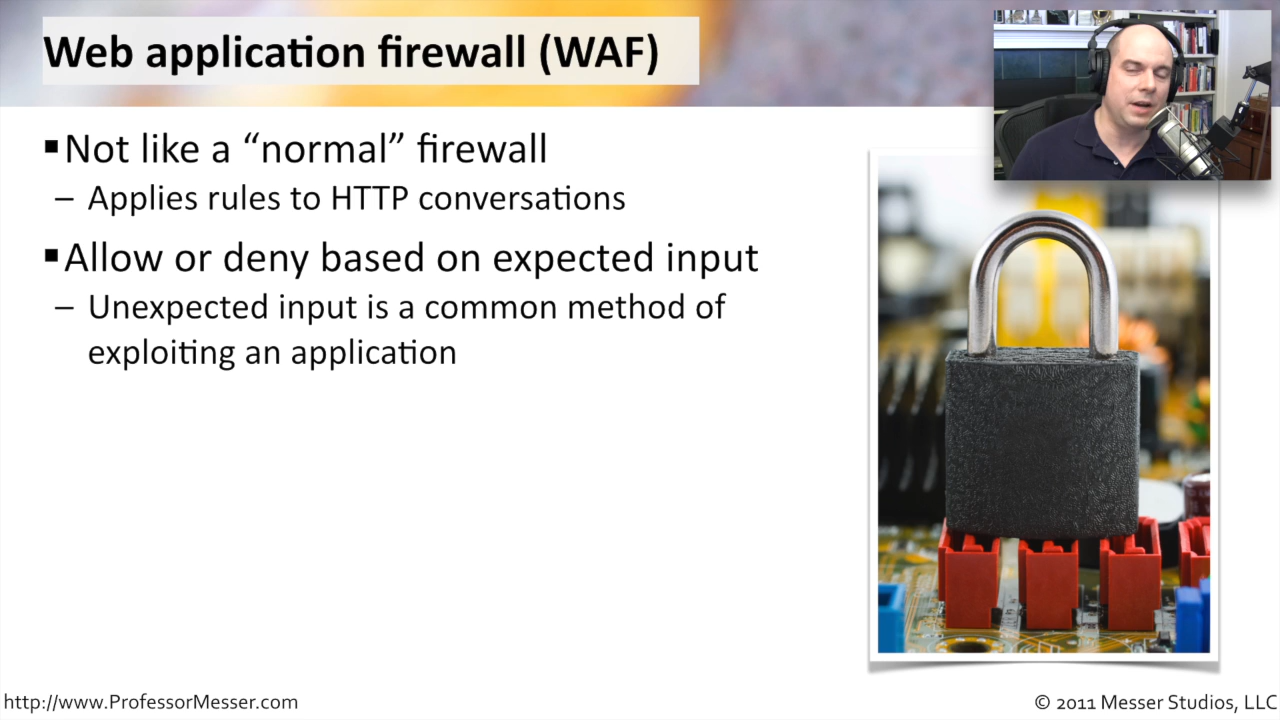 Web application firewall (WAF)
▪Not like a “normal” firewall
– Applies rules to HTTP conversations
▪Allow or deny based on expected input
– Unexpected input is a common method of
exploiting an application
http://www.ProfessorMesser.com
© 2011 Messer Studios, LLC